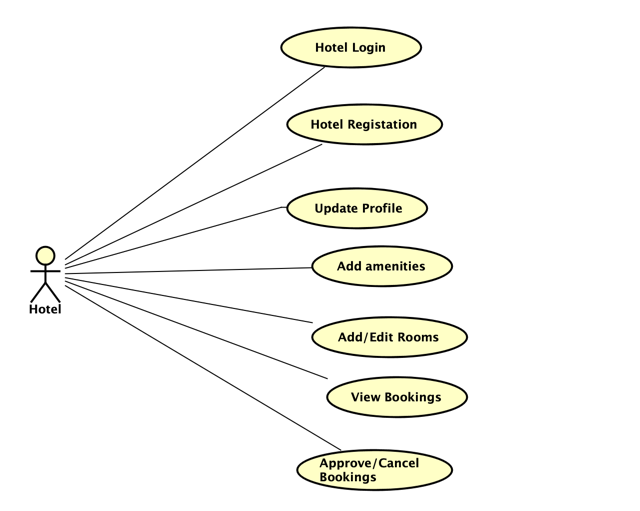 Hotel Login
Hotel Registation
Update Profile
Add amenities
Hotel
Add/Edit Rooms
View Bookings
Approve/Cancel
Bookings